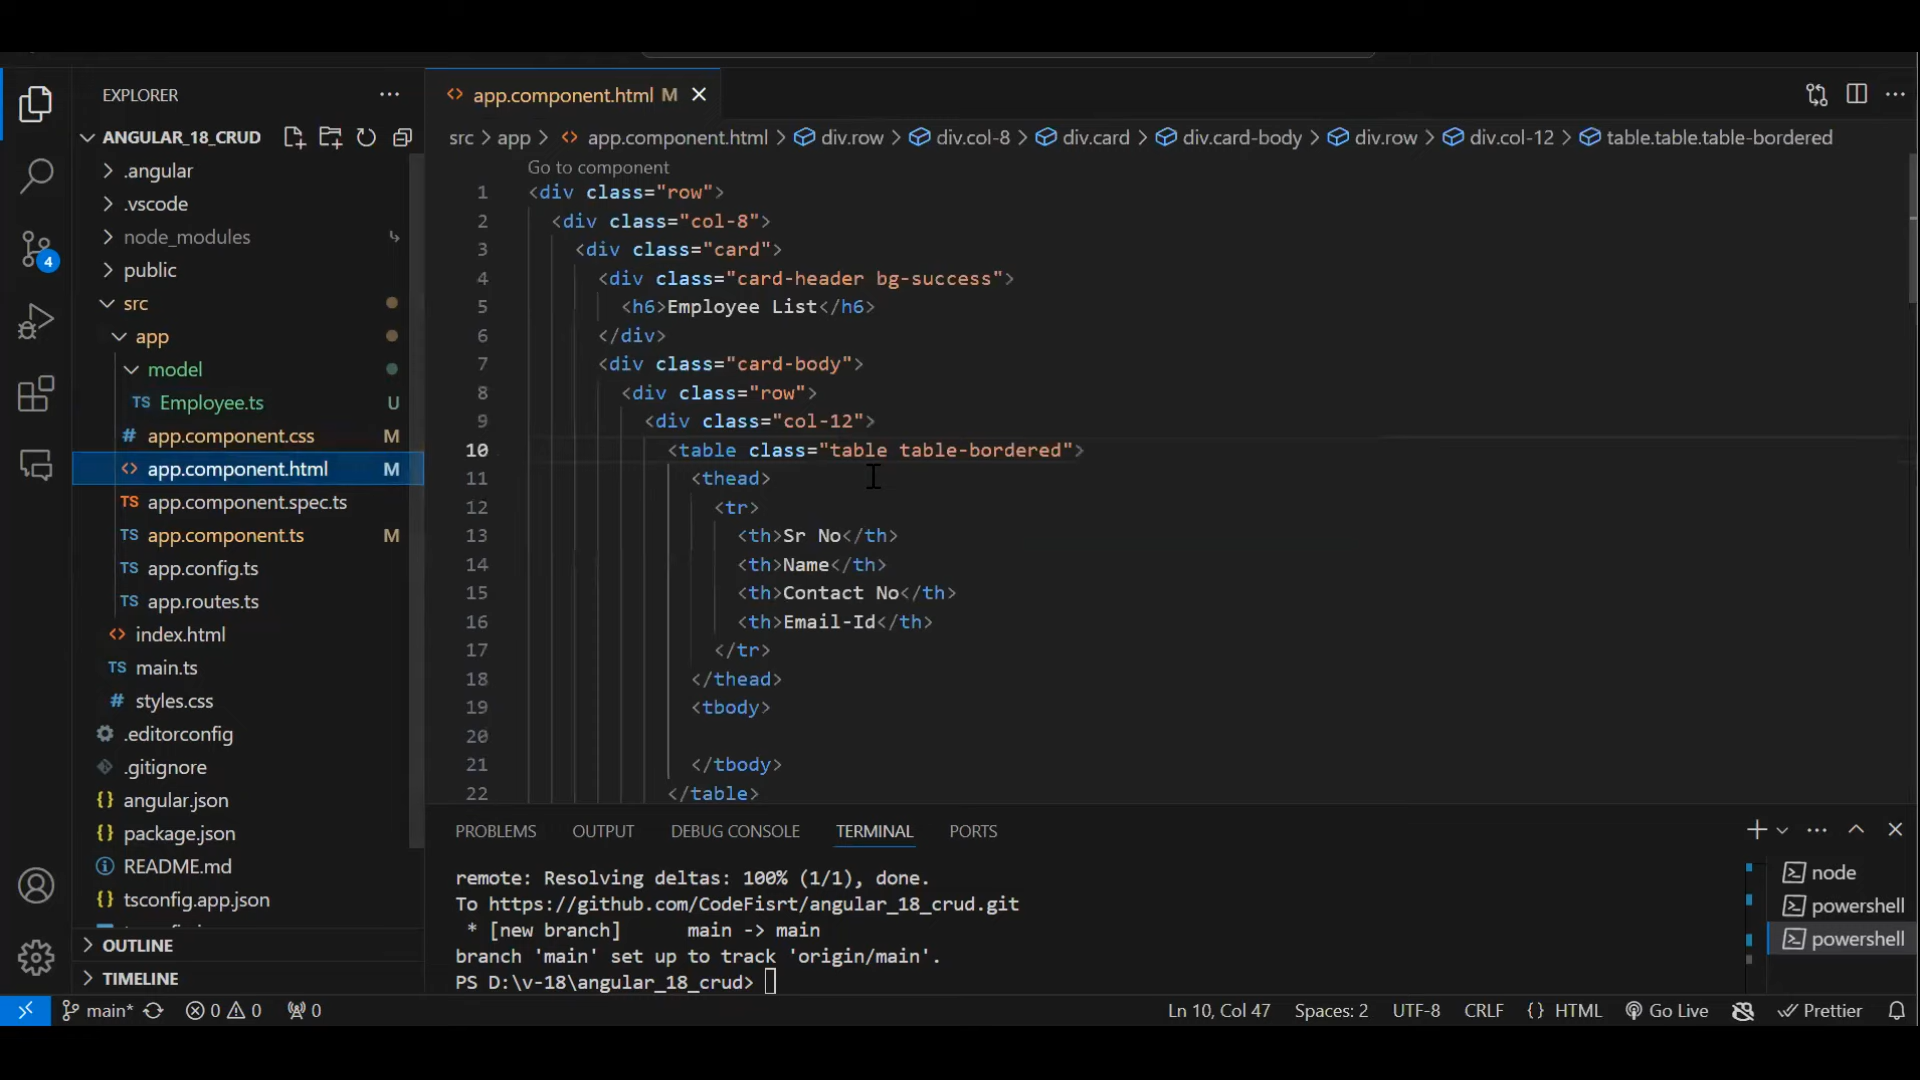 EXPLORER
ANGULAR_18_CRUD
.angular
.vscode
node_modules
public
src
app
model
TS Employee.ts U
# app.component.css M
<> app.component.html M
TS app.component.spec.ts
TS app.component.ts M
TS app.config.ts
TS app.routes.ts
<> index.html
TS main.ts
# styles.css
.editorconfig
.gitignore
{} angular.json
{} package.json
README.md
tsconfig.app.json
OUTLINE
TIMELINE
4
<> app.component.html M
src > app > <> app.component.html > div.row > div.col-8 > div.card > div.card-body > div.row > div.col-12 > table.table.table-bordered
Go to component
1 <div class="row">
2 <div class="col-8">
3 <div class="card">
4 <div class="card-header bg-success">
5 <h6>Employee List</h6>
6 </div>
7 <div class="card-body">
8 <div class="row">
9 <div class="col-12">
10 <table class="table table-bordered">
11 <thead>
12 <tr>
13 <th>Sr No</th>
14 <th>Name</th>
15 <th>Contact No</th>
16 <th>Email-Id</th>
17 </tr>
18 </thead>
19 <tbody>
20
21 </tbody>
22 </table>
PROBLEMS OUTPUT DEBUG CONSOLE TERMINAL PORTS
remote: Resolving deltas: 100% (1/1), done.
To https://github.com/CodeFisrt/angular_18_crud.git
* [new branch] main -> main
branch 'main' set up to track 'origin/main'.
PS D:\v-18\angular_18_crud>
node
powershell
powershell
main* 0 0 0 Ln 10, Col 47 Spaces: 2 UTF-8 CRLF {} HTML Go Live Prettier